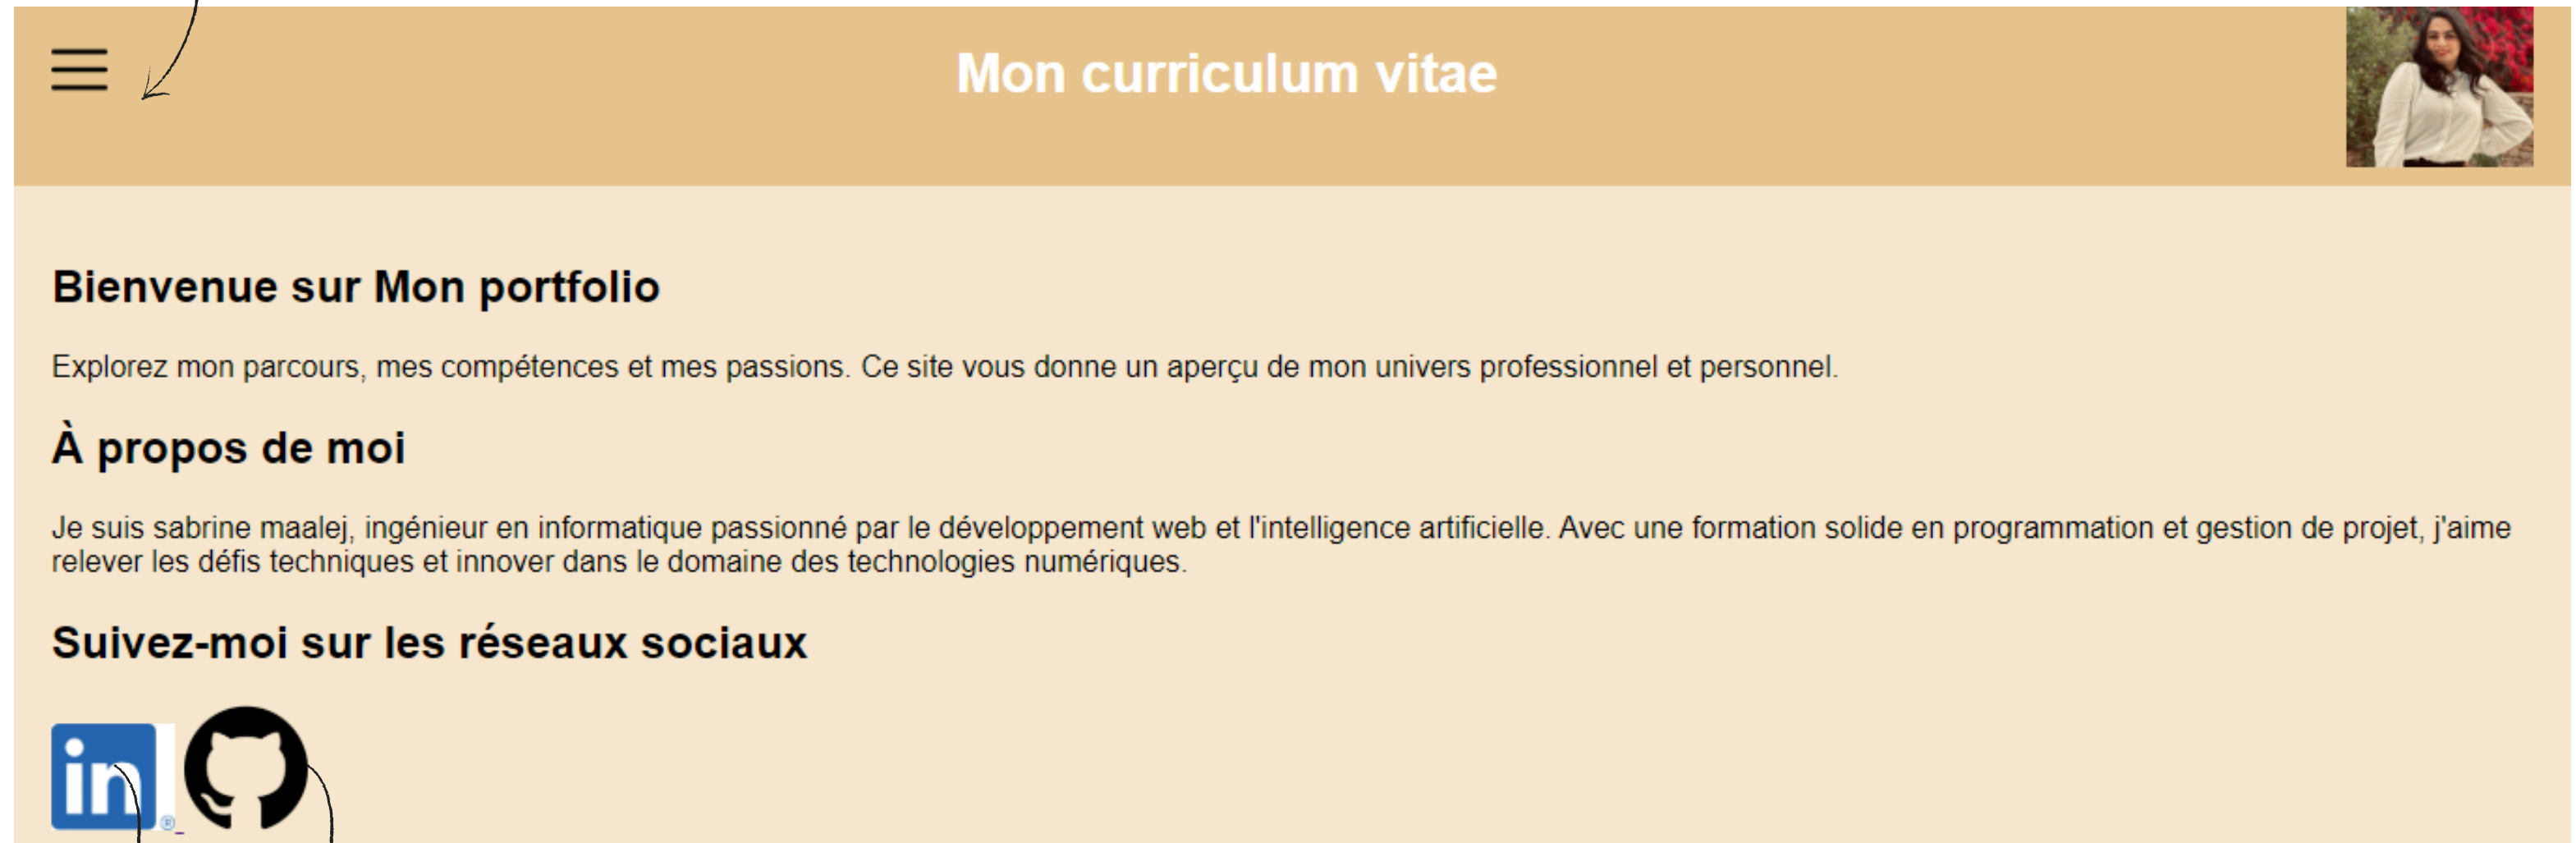 Mon curriculum vitae
Bienvenue sur Mon portfolio
Explorez mon parcours, mes compétences et mes passions. Ce site vous donne un aperçu de mon univers professionnel et personnel.
À propos de moi
Je suis sabrine maalej, ingénieur en informatique passionné par le développement web et l'intelligence artificielle. Avec une formation solide en programmation et gestion de projet, j'aime
relever les défis techniques et innover dans le domaine des technologies numériques.
Suivez-moi sur les réseaux sociaux
in ®